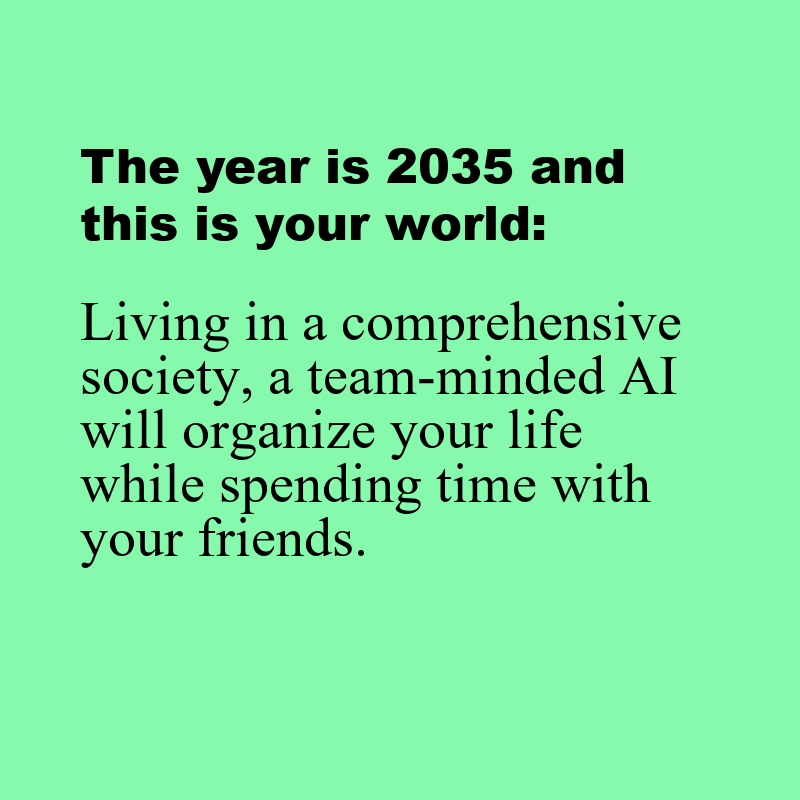 The year is 2035 and
this is your world:
Living in a comprehensive
society, a team-minded AI
will organize your life
while spending time with
your friends.